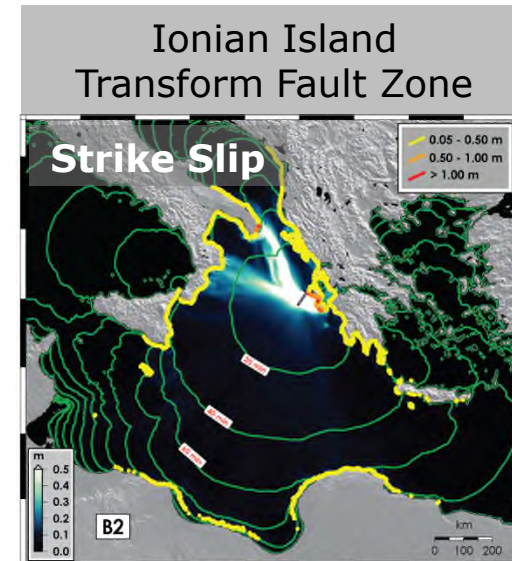 Ionian Island
Transform Fault Zone
Strike Slip
0.05 - 0.50 m
0.50 - 1.00 m
> 1.00 m
20 min
40 min
60 min
m
0.5
0.4
0.3
0.2
0.1
0.0
B2
km
0 100 200